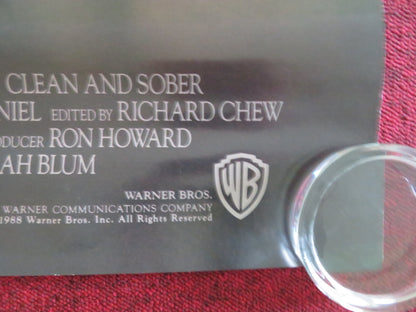 CLEAN AND SOBER
NIEL EDITED BY RICHARD CHEW
ODUCER RON HOWARD
AH BLUM
WARNER BROS.
WARNER COMMUNICATIONS COMPANY
1988 Warner Bros. Inc. All Rights Reserved
WB